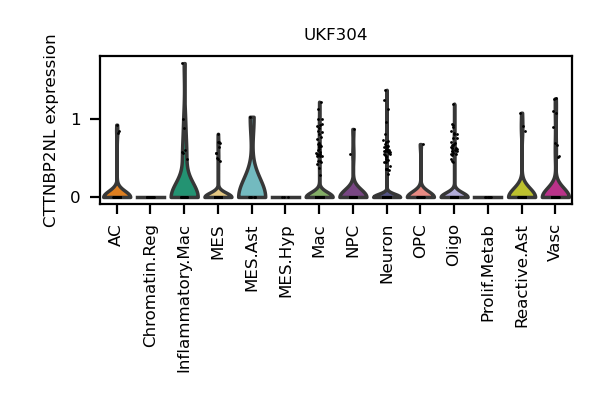 UKF304
CTTNBP2NL expression
1
0
AC
Chromatin.Reg
Inflammatory.Mac
MES
MES.Ast
MES.Hyp
Mac
NPC
Neuron
OPC
Oligo
Prolif.Metab
Reactive.Ast
Vasc